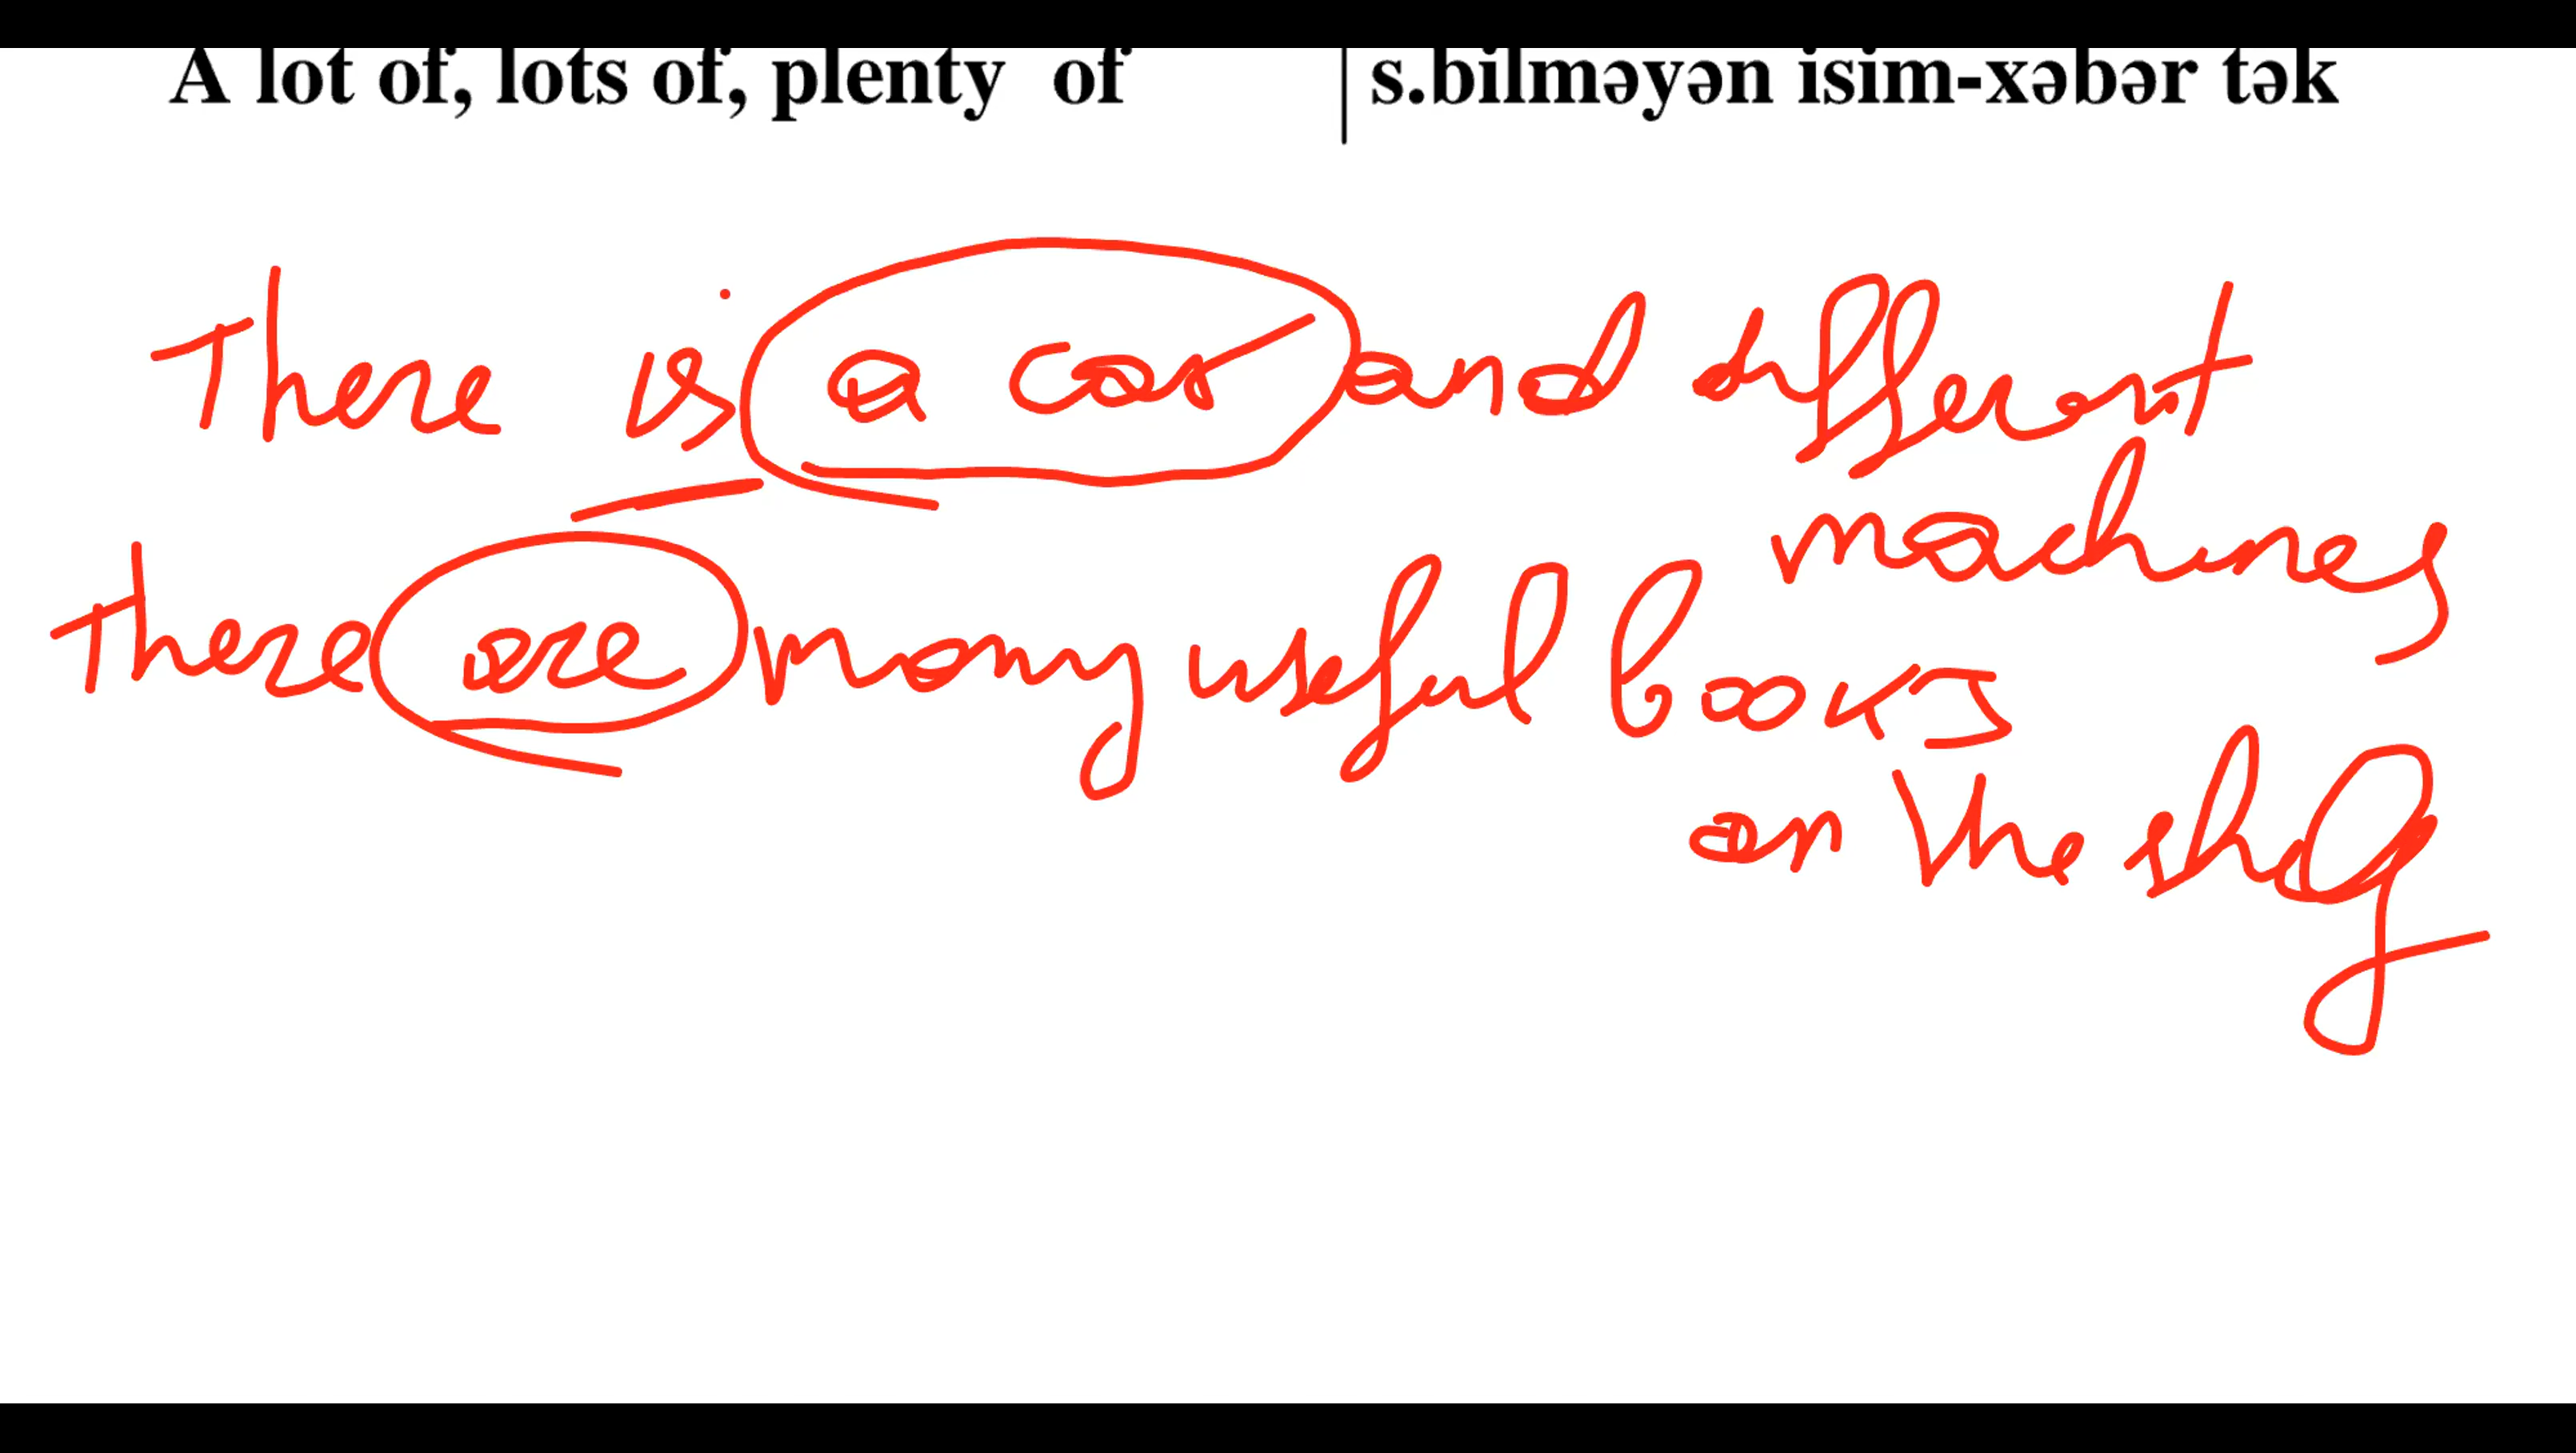 A lot of, lots of, plenty of | s.bilməyən isim-xəbər tək
There is a car and different
machines
There are many useful books
on the shelf